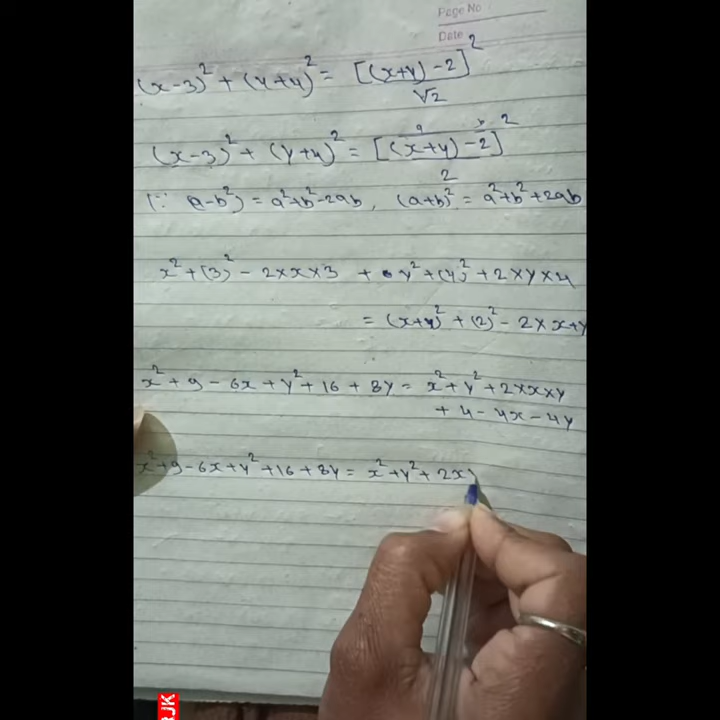 Page No
Date
(x-3)² + (y+4)² = [(x+y) - 2]²
√2
(x-3)² + (y+4)² = [(x+y) - 2]²
2
(∵ (a-b²) = a²+b²-2ab, (a+b)² = a²+b²+2ab
x² + (3)² - 2×x×3 + y² + (4)² + 2×y×4
= (x+y)² + (2)² - 2×x+y
x² + 9 - 6x + y² + 16 + 8y = x² + y² + 2×x×y
+ 4 - 4x - 4y
x²+9-6x+y²+16+8y = x²+y²+2x
RJK